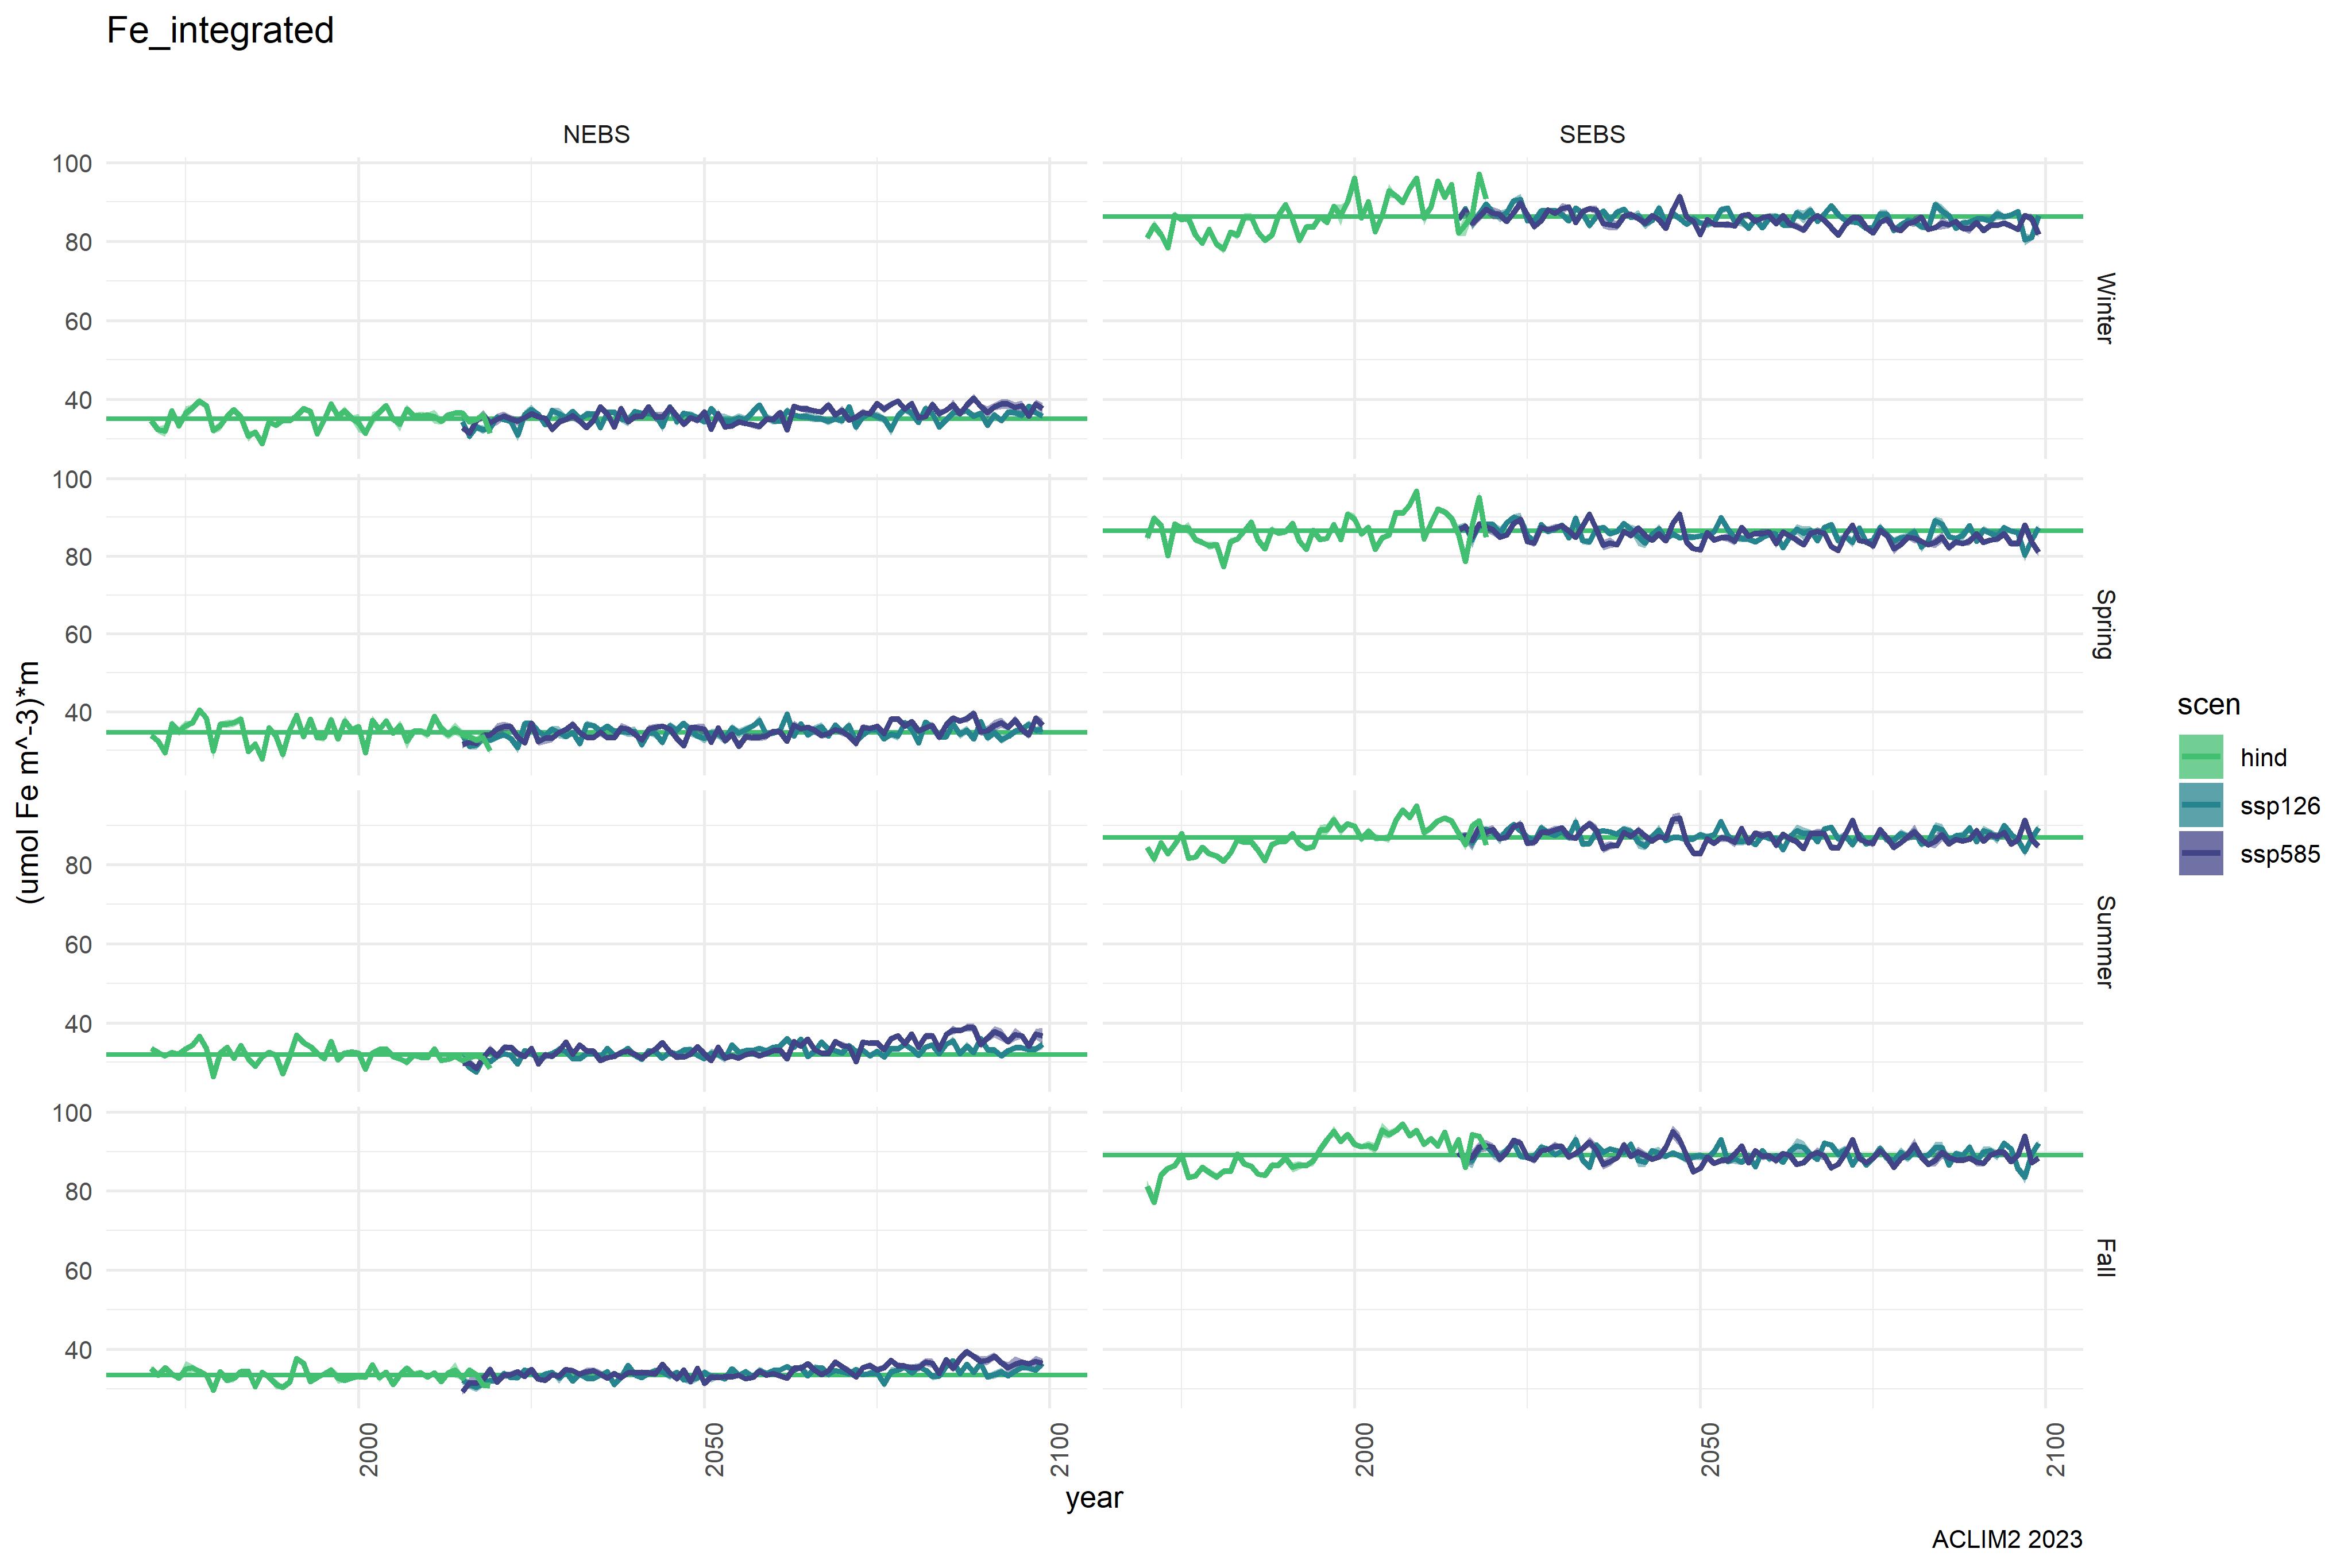 Fe_integrated
NEBS
SEBS
100
80
60
40
Winter
100
80
60
40
Spring
80
60
40
Summer
100
80
60
40
Fall
(umol Fe m^-3)*m
2000
2050
2100
2000
2050
2100
year
scen
hind
ssp126
ssp585
ACLIM2 2023